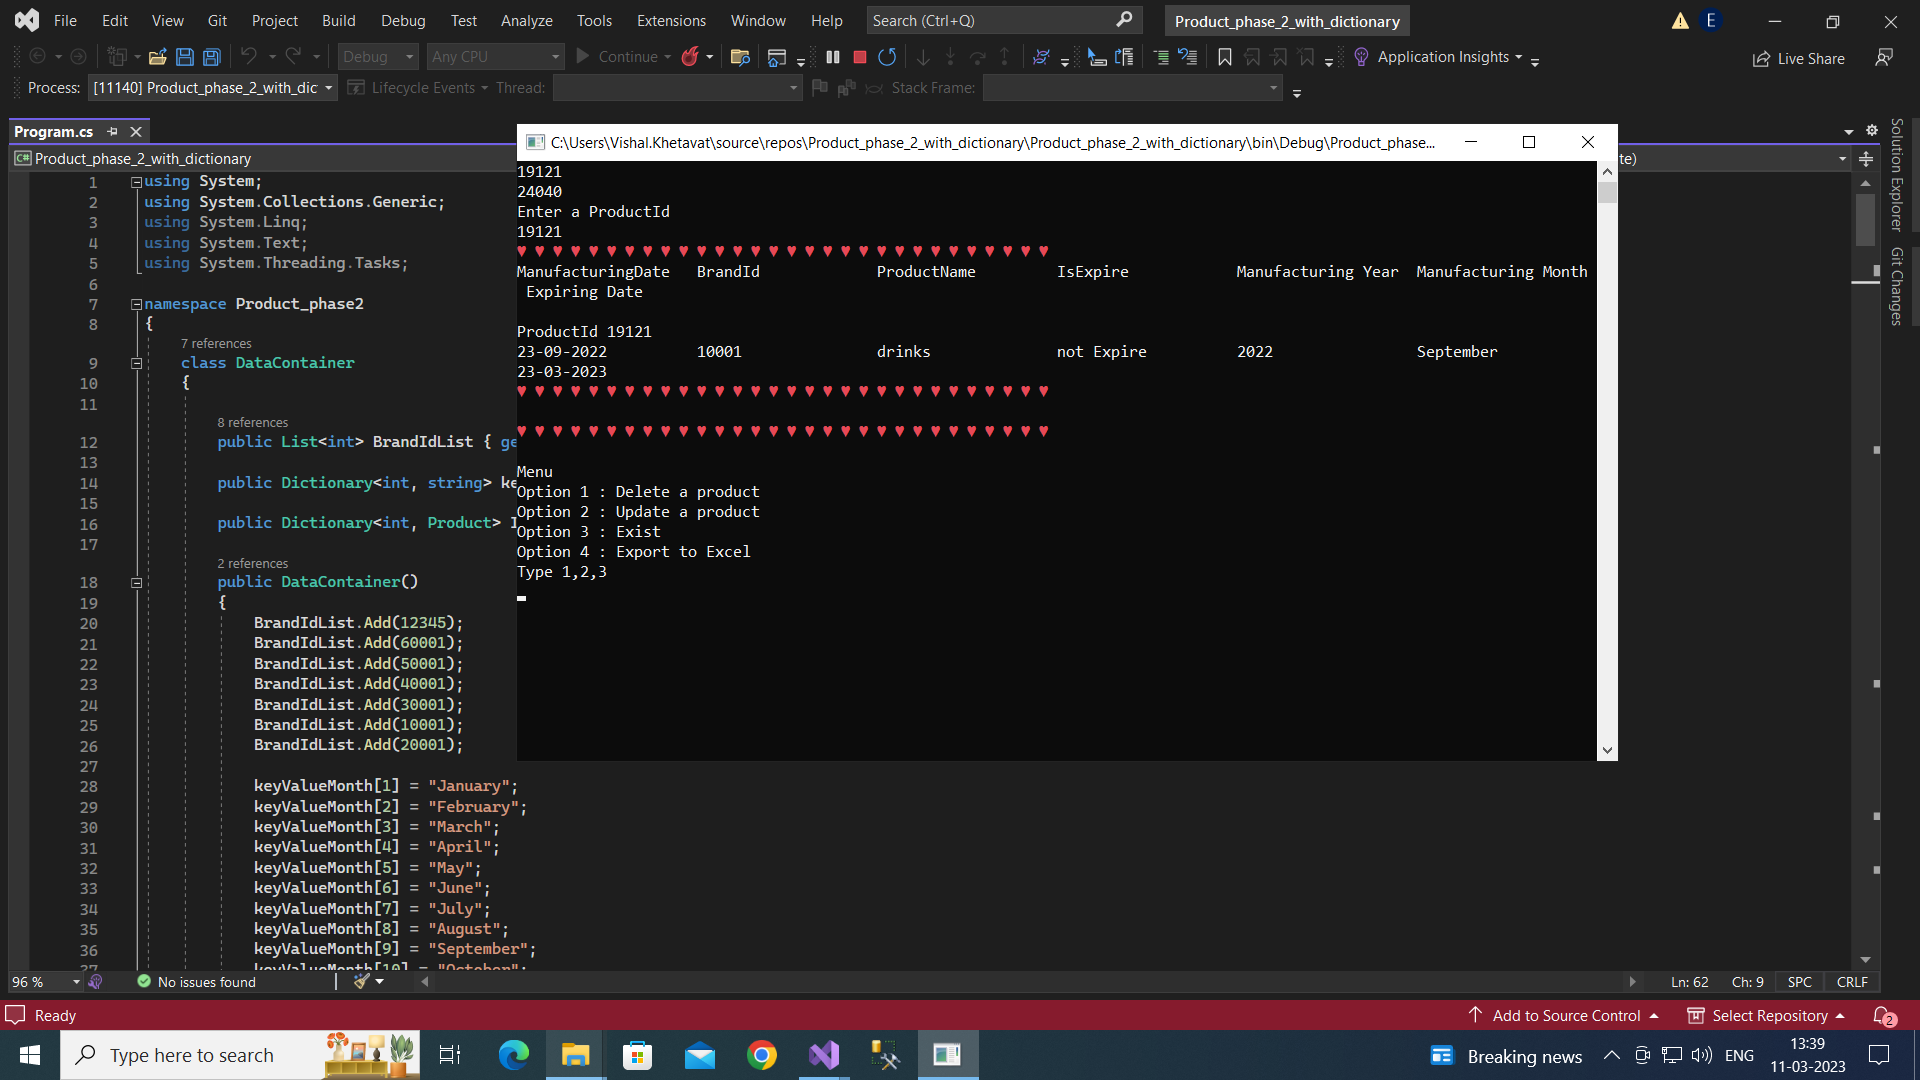 File Edit View Git Project Build Debug Test Analyze Tools Extensions Window Help Search (Ctrl+Q) Product_phase_2_with_dictionary E
Debug Any CPU Continue Application Insights Live Share
Process: [11140] Product_phase_2_with_dic Lifecycle Events Thread: Stack Frame:
Program.cs
C# Product_phase_2_with_dictionary
te)
1 using System;
2 using System.Collections.Generic;
3 using System.Linq;
4 using System.Text;
5 using System.Threading.Tasks;
6
7 namespace Product_phase2
8 {
7 references
9 class DataContainer
10 {
11
8 references
12 public List<int> BrandIdList { ge
13
14 public Dictionary<int, string> ke
15
16 public Dictionary<int, Product> I
17
2 references
18 public DataContainer()
19 {
20 BrandIdList.Add(12345);
21 BrandIdList.Add(60001);
22 BrandIdList.Add(50001);
23 BrandIdList.Add(40001);
24 BrandIdList.Add(30001);
25 BrandIdList.Add(10001);
26 BrandIdList.Add(20001);
27
28 keyValueMonth[1] = "January";
29 keyValueMonth[2] = "February";
30 keyValueMonth[3] = "March";
31 keyValueMonth[4] = "April";
32 keyValueMonth[5] = "May";
33 keyValueMonth[6] = "June";
34 keyValueMonth[7] = "July";
35 keyValueMonth[8] = "August";
36 keyValueMonth[9] = "September";
37 keyValueMonth[10] = "October";
C:\Users\Vishal.Khetavat\source\repos\Product_phase_2_with_dictionary\Product_phase_2_with_dictionary\bin\Debug\Product_phase...
19121
24040
Enter a ProductId
19121
♥ ♥ ♥ ♥ ♥ ♥ ♥ ♥ ♥ ♥ ♥ ♥ ♥ ♥ ♥ ♥ ♥ ♥ ♥ ♥ ♥ ♥ ♥ ♥ ♥ ♥ ♥ ♥ ♥ ♥
ManufacturingDate BrandId ProductName IsExpire Manufacturing Year Manufacturing Month
Expiring Date
ProductId 19121
23-09-2022 10001 drinks not Expire 2022 September
23-03-2023
♥ ♥ ♥ ♥ ♥ ♥ ♥ ♥ ♥ ♥ ♥ ♥ ♥ ♥ ♥ ♥ ♥ ♥ ♥ ♥ ♥ ♥ ♥ ♥ ♥ ♥ ♥ ♥ ♥ ♥
♥ ♥ ♥ ♥ ♥ ♥ ♥ ♥ ♥ ♥ ♥ ♥ ♥ ♥ ♥ ♥ ♥ ♥ ♥ ♥ ♥ ♥ ♥ ♥ ♥ ♥ ♥ ♥ ♥ ♥
Menu
Option 1 : Delete a product
Option 2 : Update a product
Option 3 : Exist
Option 4 : Export to Excel
Type 1,2,3
Solution Explorer
Git Changes
96 % No issues found Ln: 62 Ch: 9 SPC CRLF
Ready Add to Source Control Select Repository 2
Type here to search Breaking news ENG 13:39
11-03-2023